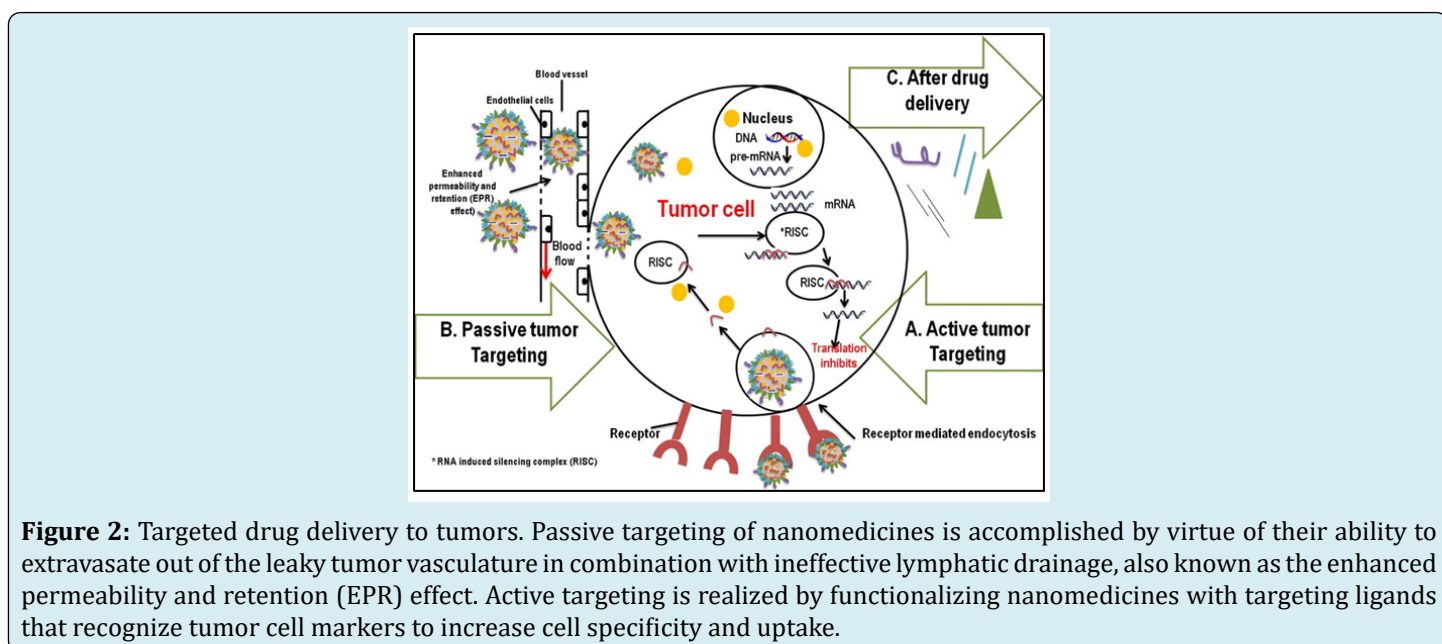 Blood vessel
Endothelial cells
Enhanced
permeability and
retention (EPR)
effect)
Blood
flow
B. Passive tumor
Targeting
Nucleus
DNA
pre-mRNA
mRNA
Tumor cell
*RISC
RISC
RISC
Translation
inhibits
C. After drug
delivery
A. Active tumor
Targeting
Receptor
Receptor mediated endocytosis
*RNA induced silencing complex (RISC)
Figure 2: Targeted drug delivery to tumors. Passive targeting of nanomedicines is accomplished by virtue of their ability to
extravasate out of the leaky tumor vasculature in combination with ineffective lymphatic drainage, also known as the enhanced
permeability and retention (EPR) effect. Active targeting is realized by functionalizing nanomedicines with targeting ligands
that recognize tumor cell markers to increase cell specificity and uptake.